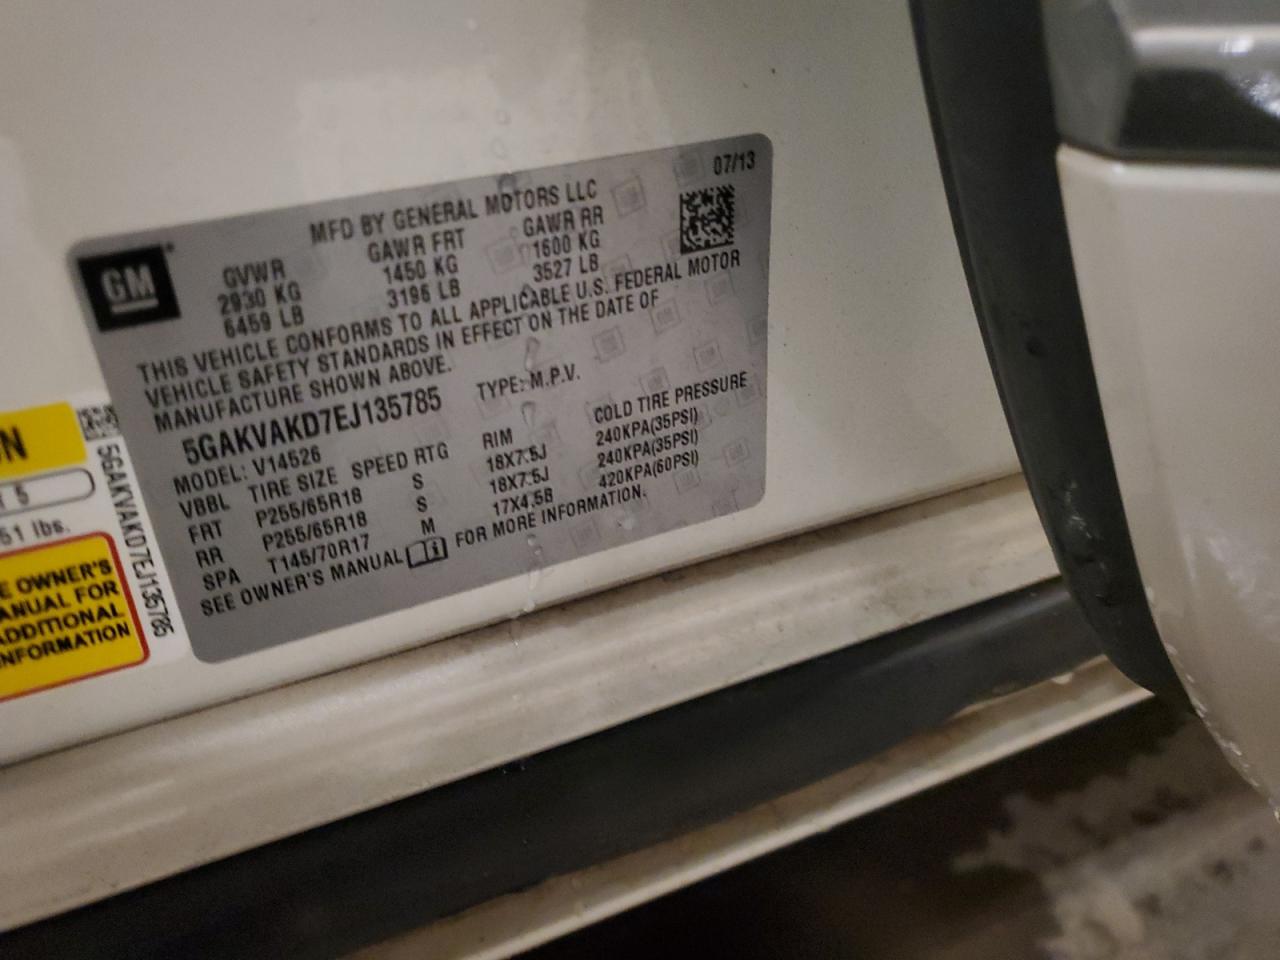 07/13
MFD BY GENERAL MOTORS LLC
GM
GVWR GAWR FRT GAWR RR
2930 KG 1450 KG 1600 KG
6459 LB 3196 LB 3527 LB
THIS VEHICLE CONFORMS TO ALL APPLICABLE U.S. FEDERAL MOTOR
VEHICLE SAFETY STANDARDS IN EFFECT ON THE DATE OF
MANUFACTURE SHOWN ABOVE.
5GAKVAKD7EJ135785 TYPE: M.P.V.
MODEL: V14526
VBBL TIRE SIZE SPEED RTG RIM COLD TIRE PRESSURE
FRT P255/65R18 S 18X7.5J 240KPA(35PSI)
RR P255/65R18 S 18X7.5J 240KPA(35PSI)
SPA T145/70R17 M 17X4.5B 420KPA(60PSI)
SEE OWNER'S MANUAL FOR MORE INFORMATION.
5GAKVAKD7EJ135785
N
5
51 lbs.
E OWNER'S
ANUAL FOR
ADDITIONAL
NFORMATION